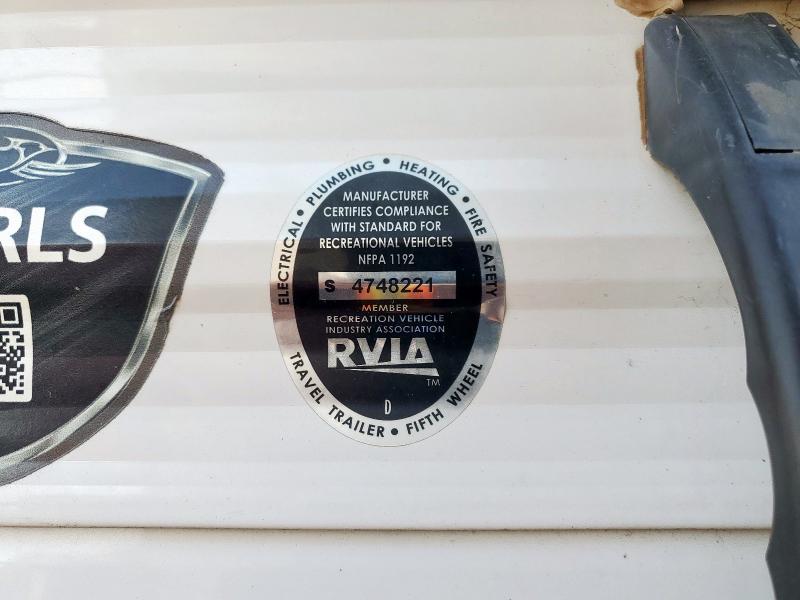 RLS
ELECTRICAL • PLUMBING • HEATING • FIRE SAFETY
MANUFACTURER
CERTIFIES COMPLIANCE
WITH STANDARD FOR
RECREATIONAL VEHICLES
NFPA 1192
S 4748221
MEMBER
RECREATION VEHICLE
INDUSTRY ASSOCIATION
RVIA
TM
D
TRAVEL TRAILER • FIFTH WHEEL